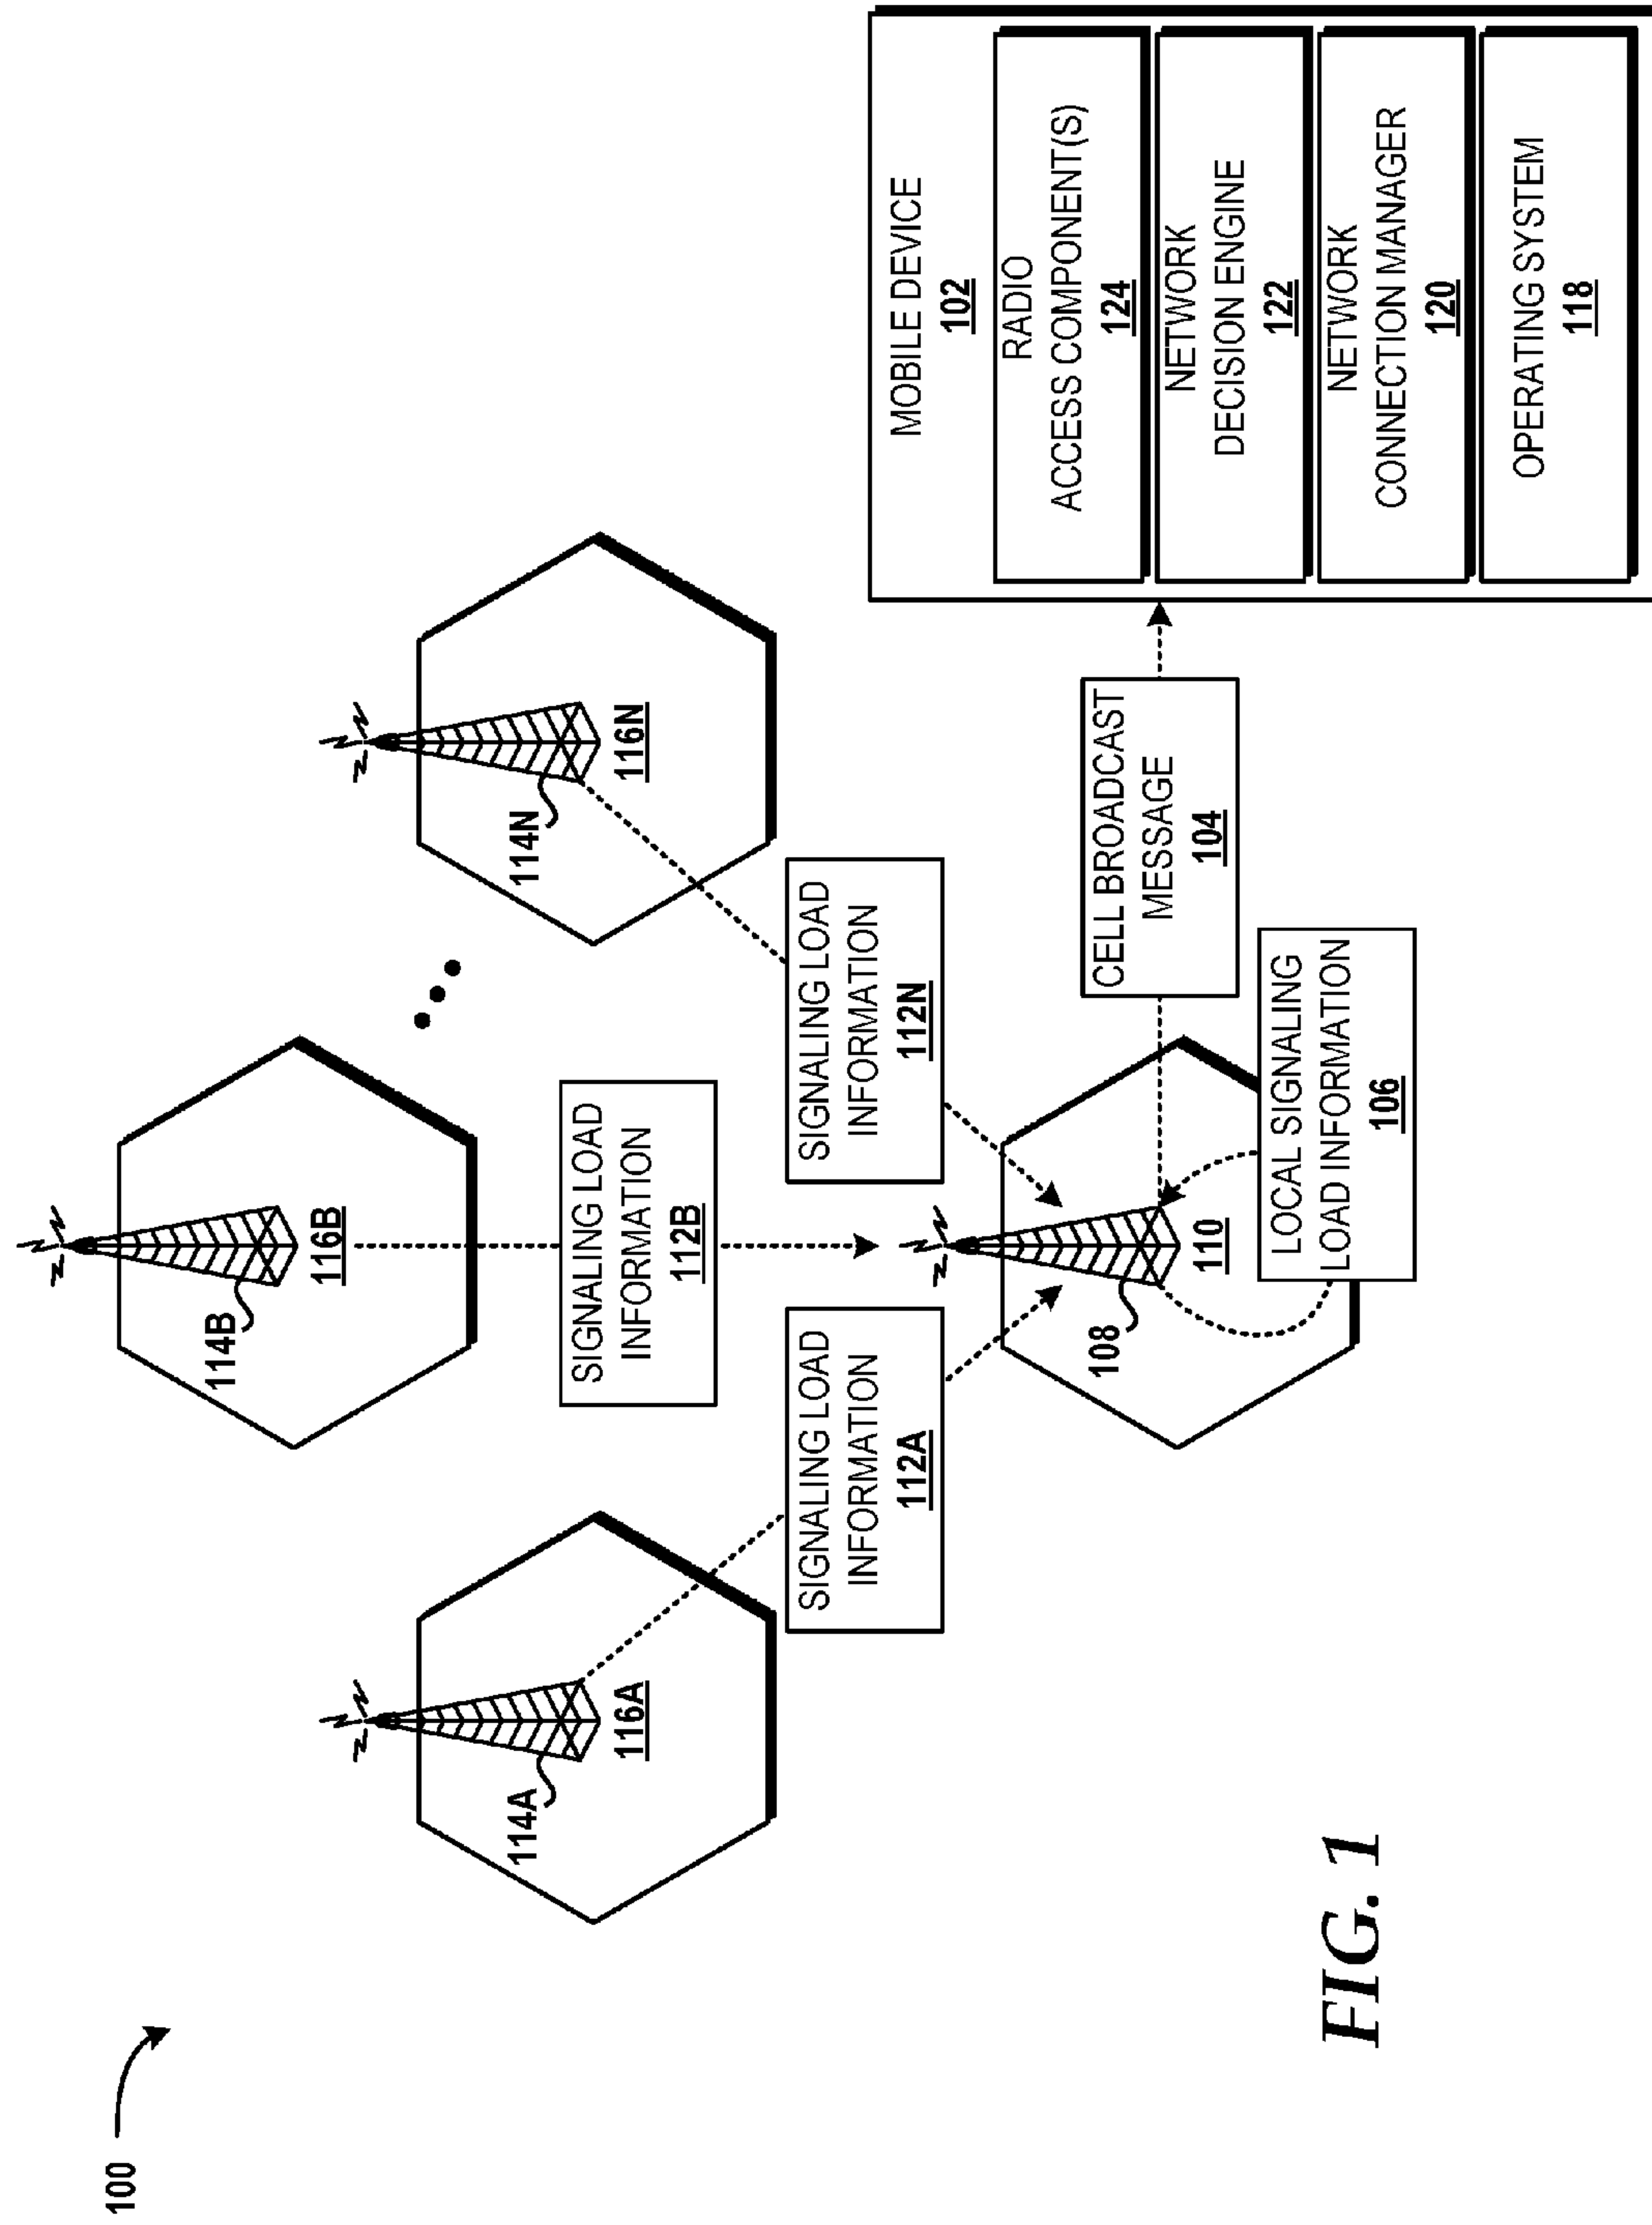 100
114B
116B
114A
116A
114N
116N
SIGNALING LOAD
INFORMATION
112B
SIGNALING LOAD
INFORMATION
112A
SIGNALING LOAD
INFORMATION
112N
108
110
LOCAL SIGNALING
LOAD INFORMATION
106
CELL BROADCAST
MESSAGE
104
MOBILE DEVICE
102
RADIO
ACCESS COMPONENT(S)
124
NETWORK
DECISION ENGINE
122
NETWORK
CONNECTION MANAGER
120
OPERATING SYSTEM
118
FIG. 1